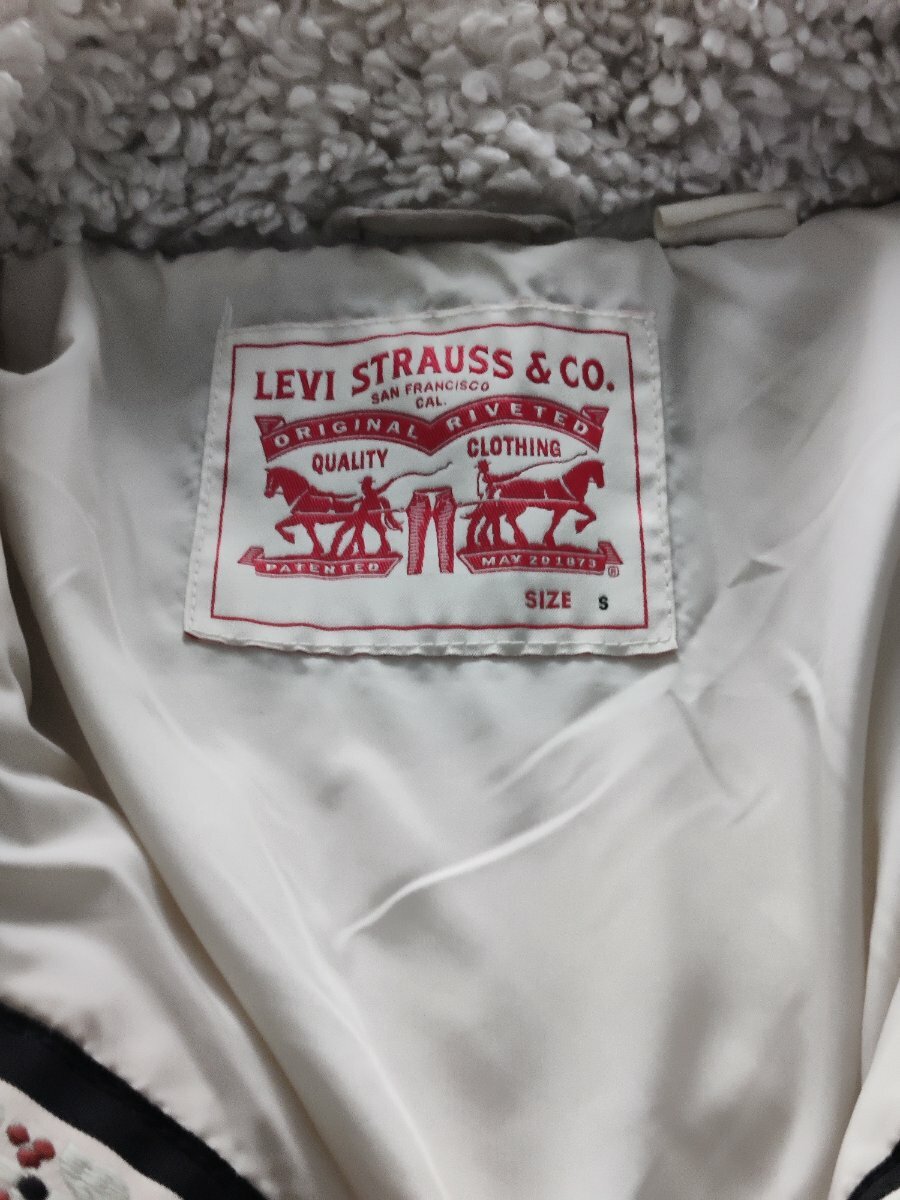 LEVI STRAUSS & CO.
SAN FRANCISCO
CAL.
ORIGINAL RIVETED
QUALITY CLOTHING
PATENTED MAY 20 1873 ®
SIZE S